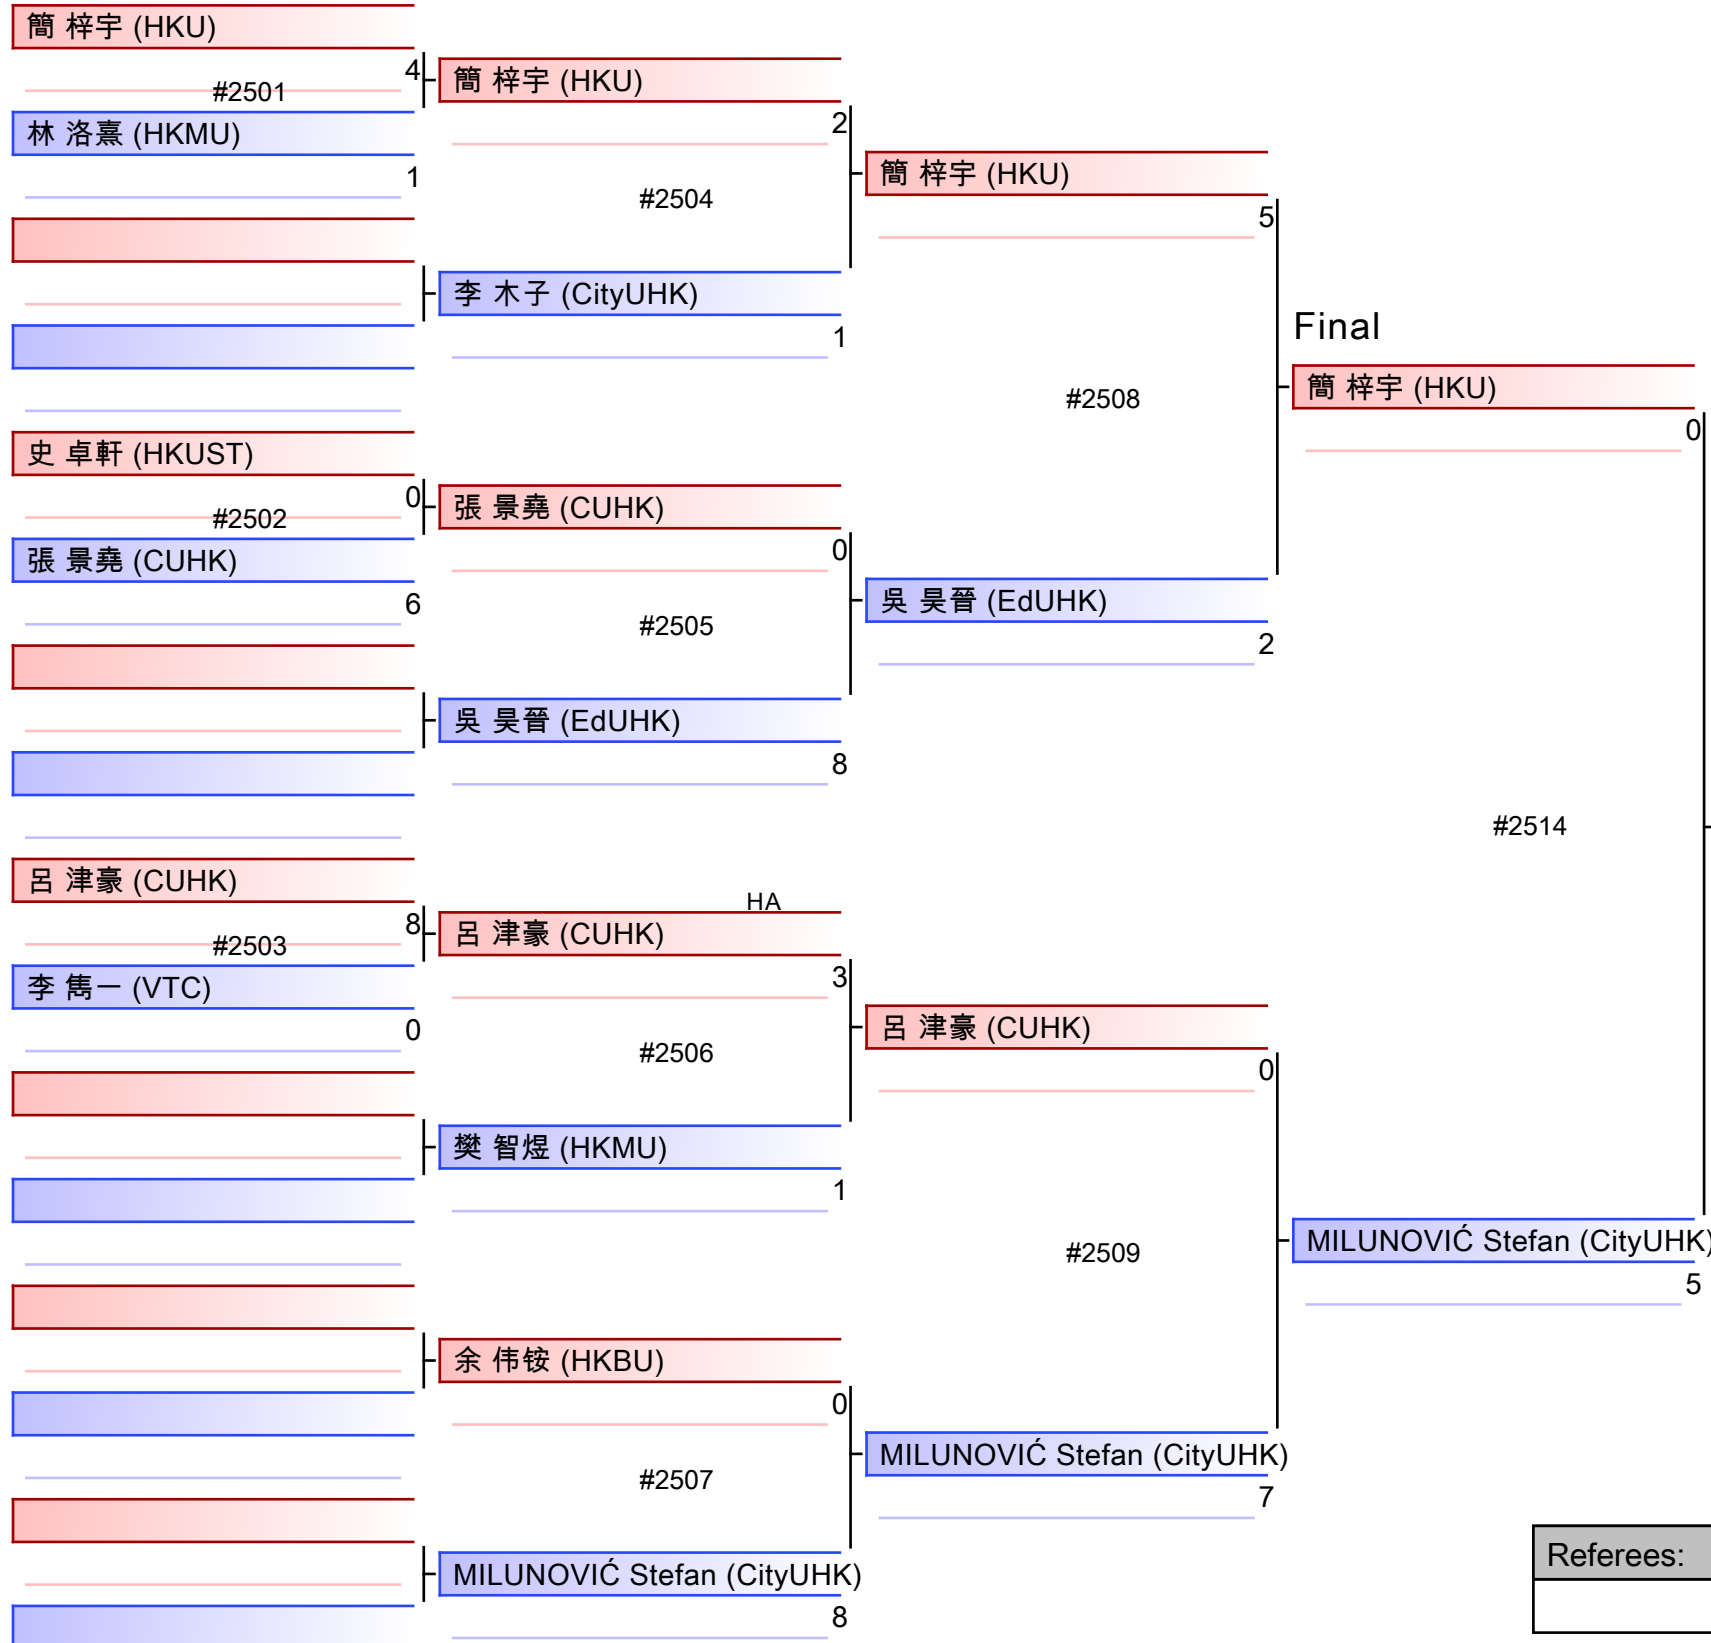 簡 梓宇 (HKU)
4
#2501
林 洛熹 (HKMU)
1
史 卓軒 (HKUST)
0
#2502
張 景堯 (CUHK)
6
呂 津豪 (CUHK)
8
#2503
李 雋一 (VTC)
0
簡 梓宇 (HKU)
2
#2504
李 木子 (CityUHK)
1
張 景堯 (CUHK)
0
#2505
吳 昊晉 (EdUHK)
8
HA
呂 津豪 (CUHK)
3
#2506
樊 智煜 (HKMU)
1
余 伟铵 (HKBU)
0
#2507
MILUNOVIĆ Stefan (CityUHK)
8
簡 梓宇 (HKU)
5
#2508
吳 昊晉 (EdUHK)
2
呂 津豪 (CUHK)
0
#2509
MILUNOVIĆ Stefan (CityUHK)
7
Final
簡 梓宇 (HKU)
0
#2514
MILUNOVIĆ Stefan (CityUHK)
5
Referees: